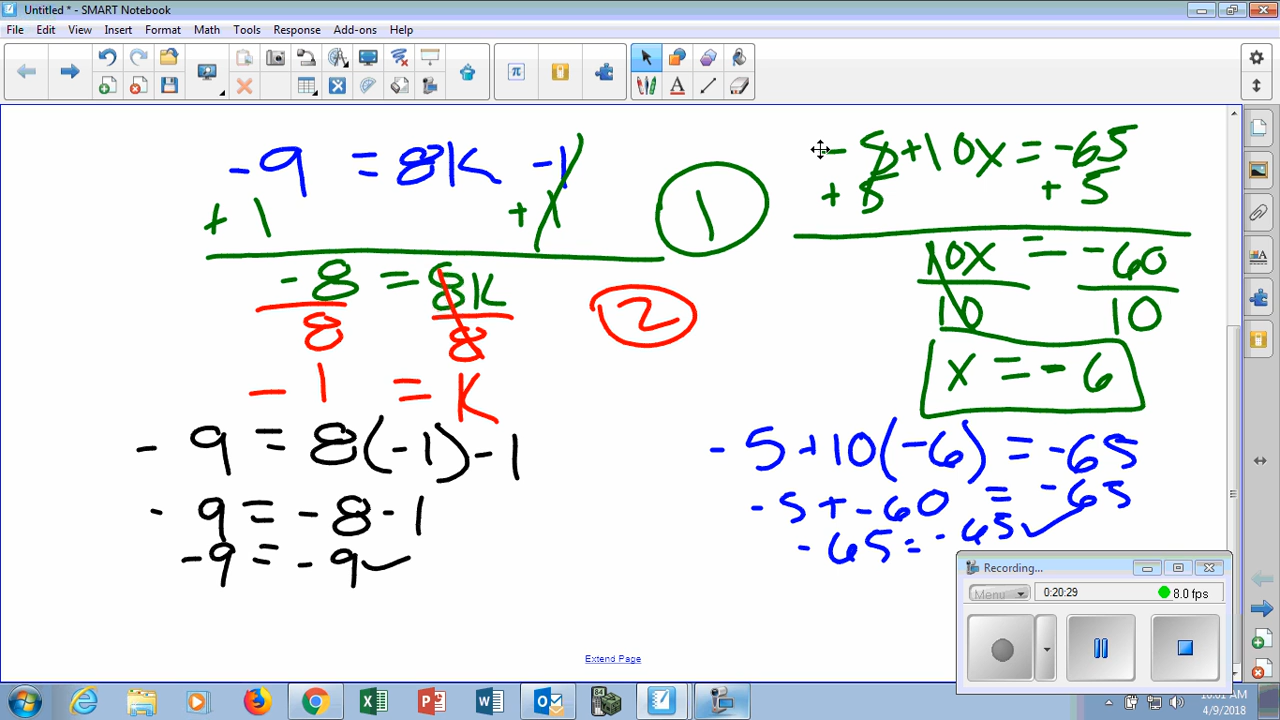 Untitled * - SMART Notebook
File Edit View Insert Format Math Tools Response Add-ons Help
-9 = 8K -1
+1 +1
-8 = 8K
8 8
-1 = K
-9 = 8(-1)-1
-9 = -8-1
-9 = -9 ✓
1
2
-5+10x = -65
+5 +5
10x = -60
10 10
x = -6
-5+10(-6) = -65
-5+-60 = -65
-65 = -65 ✓
Extend Page
Recording...
Menu 0:20:29 8.0 fps
10:01 AM
4/9/2018